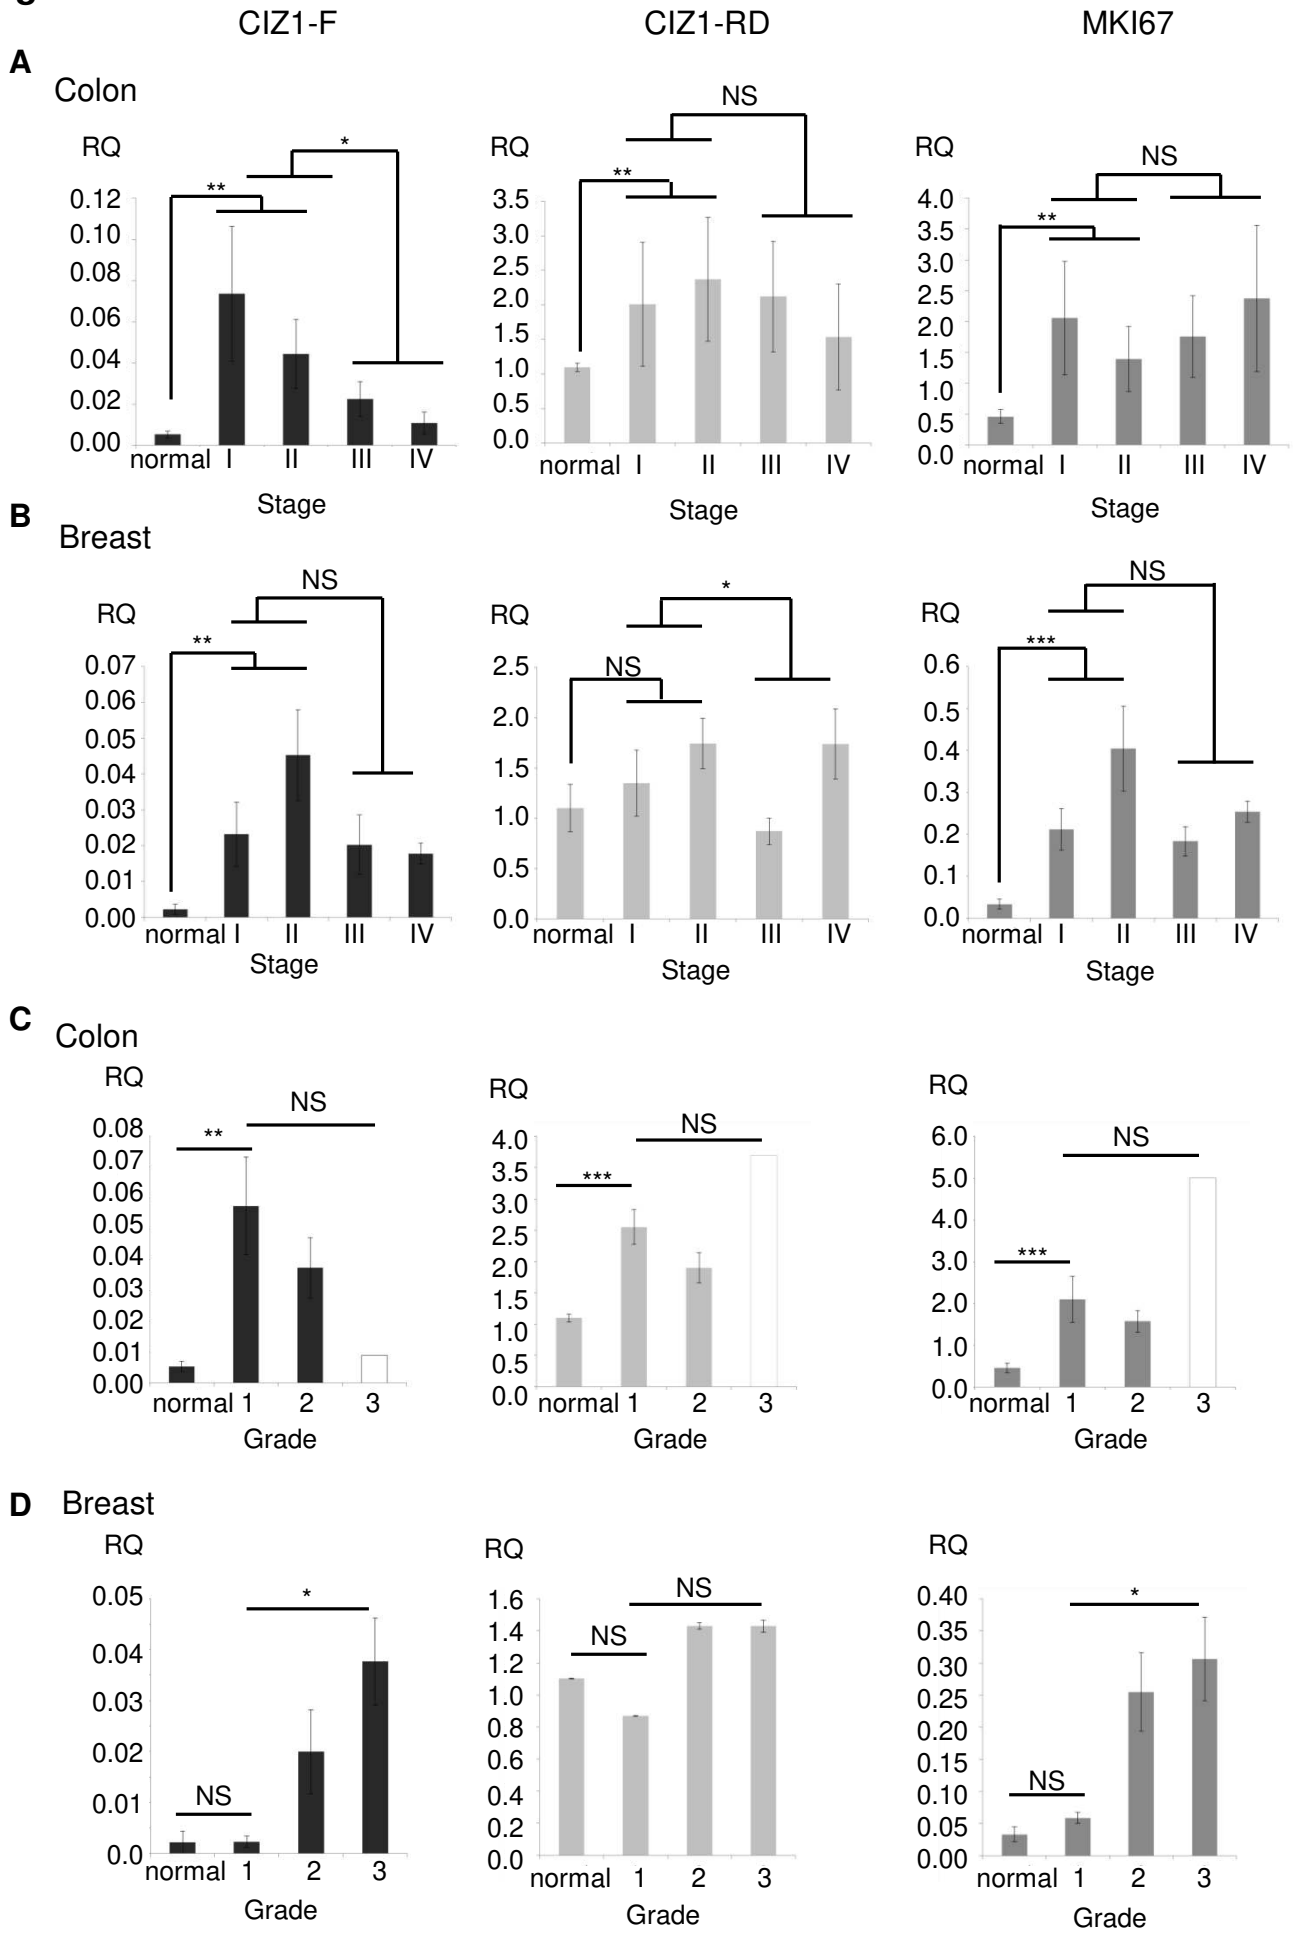 CIZ1-F CIZ1-RD MKI67
A
Colon
NS
RQ * RQ RQ NS
** ** **
0.12 3.5 4.0
0.10 3.0 3.5
0.08 2.5 3.0
0.06 2.0 2.5
0.04 1.5 2.0
0.02 1.0 1.5
0.00 0.5 1.0
0.0 0.5
0.0
normal I II III IV normal I II III IV normal I II III IV
Stage Stage Stage
B
Breast
NS * NS
RQ RQ RQ
** NS ***
0.07 2.5 0.6
0.06 2.0 0.5
0.05 1.5 0.4
0.04 1.0 0.3
0.03 0.5 0.2
0.02 0.0 0.1
0.01 0.0
0.00
normal I II III IV normal I II III IV normal I II III IV
Stage Stage Stage
C
Colon
RQ RQ RQ
NS NS NS
** *** ***
0.08 4.0 6.0
0.07 3.5 5.0
0.06 3.0 4.0
0.05 2.5 3.0
0.04 2.0 2.0
0.03 1.5 1.0
0.02 1.0 0.0
0.01 0.5
0.00 0.0
normal 1 2 3 normal 1 2 3 normal 1 2 3
Grade Grade Grade
D Breast
RQ RQ RQ
* NS *
NS NS NS
0.05 1.6 0.40
0.04 1.4 0.35
0.03 1.2 0.30
0.02 1.0 0.25
0.01 0.8 0.20
0.0 0.6 0.15
0.4 0.10
0.2 0.05
0.0 0.00
normal 1 2 3 normal 1 2 3 normal 1 2 3
Grade Grade Grade